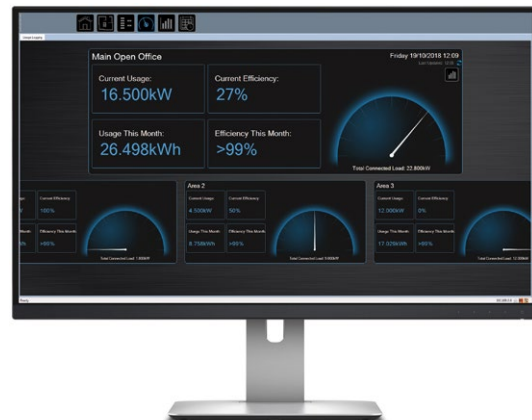 Main Open Office
Friday 19/10/2018 12:09
Current Usage:
16.500kW
Current Efficiency:
27%
Usage This Month:
26.498kWh
Efficiency This Month:
>99%
Total Connected Load: 22.800kW
Current Efficiency
100%
Efficiency This Month
>99%
Area 2
Current Usage
4.500kW
Current Efficiency
50%
Usage This Month
8.798kWh
Efficiency This Month
>99%
Area 3
Current Usage
12.000kW
Current Efficiency
0%
Usage This Month
Efficiency This Month
>99%